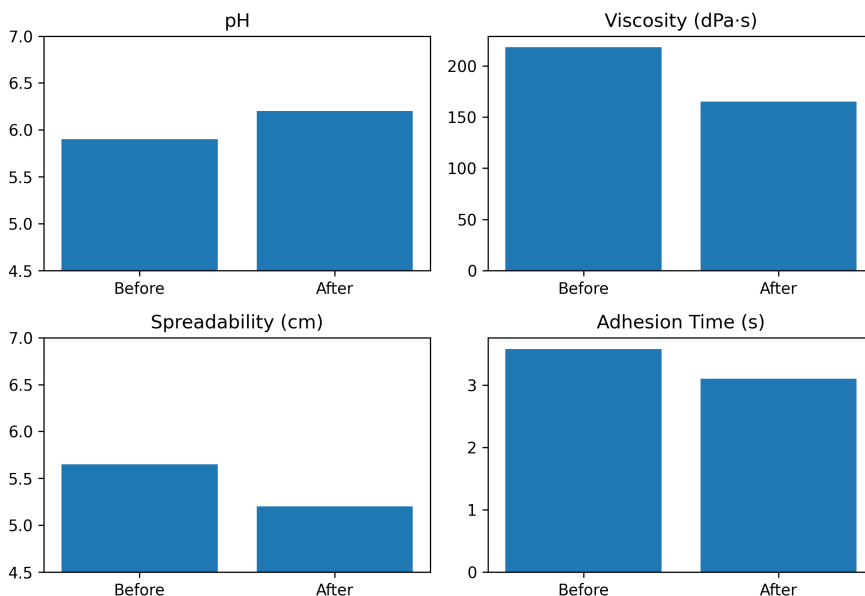 pH
7.0
6.5
6.0
5.5
5.0
4.5
Before After
Viscosity (dPa·s)
200
150
100
50
0
Before After
Spreadability (cm)
7.0
6.5
6.0
5.5
5.0
4.5
Before After
Adhesion Time (s)
3
2
1
0
Before After